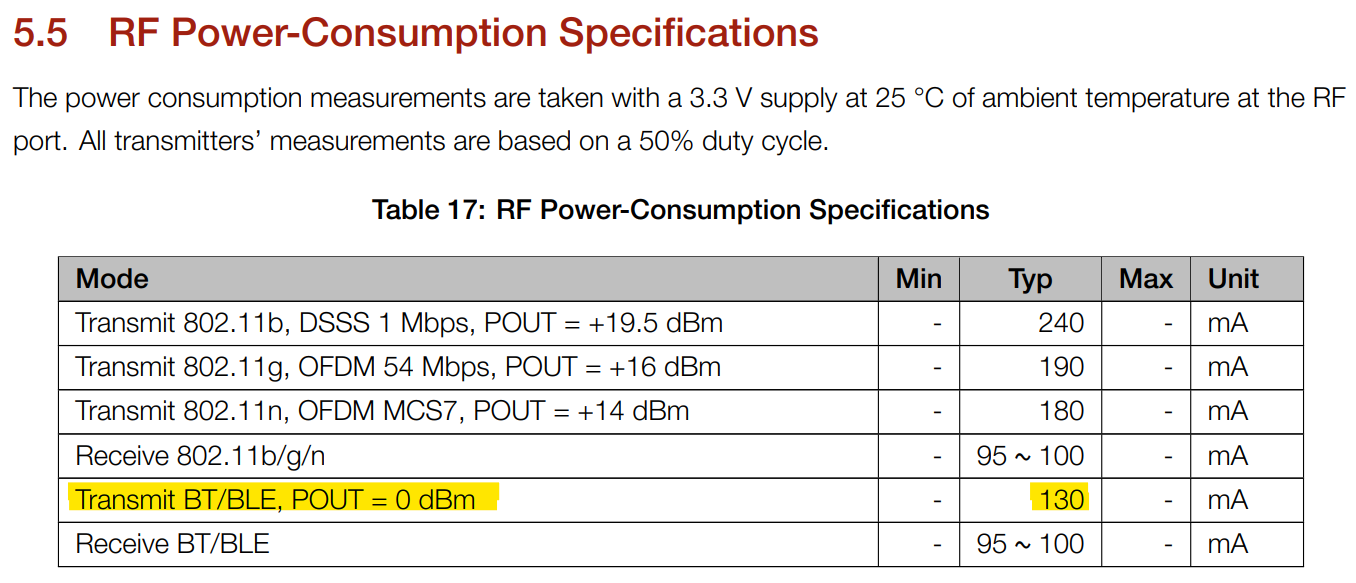 5.5 RF Power-Consumption Specifications
The power consumption measurements are taken with a 3.3 V supply at 25 °C of ambient temperature at the RF
port. All transmitters’ measurements are based on a 50% duty cycle.
Table 17: RF Power-Consumption Specifications
Mode Min Typ Max Unit
Transmit 802.11b, DSSS 1 Mbps, POUT = +19.5 dBm - 240 - mA
Transmit 802.11g, OFDM 54 Mbps, POUT = +16 dBm - 190 - mA
Transmit 802.11n, OFDM MCS7, POUT = +14 dBm - 180 - mA
Receive 802.11b/g/n - 95 ~ 100 - mA
Transmit BT/BLE, POUT = 0 dBm - 130 - mA
Receive BT/BLE - 95 ~ 100 - mA